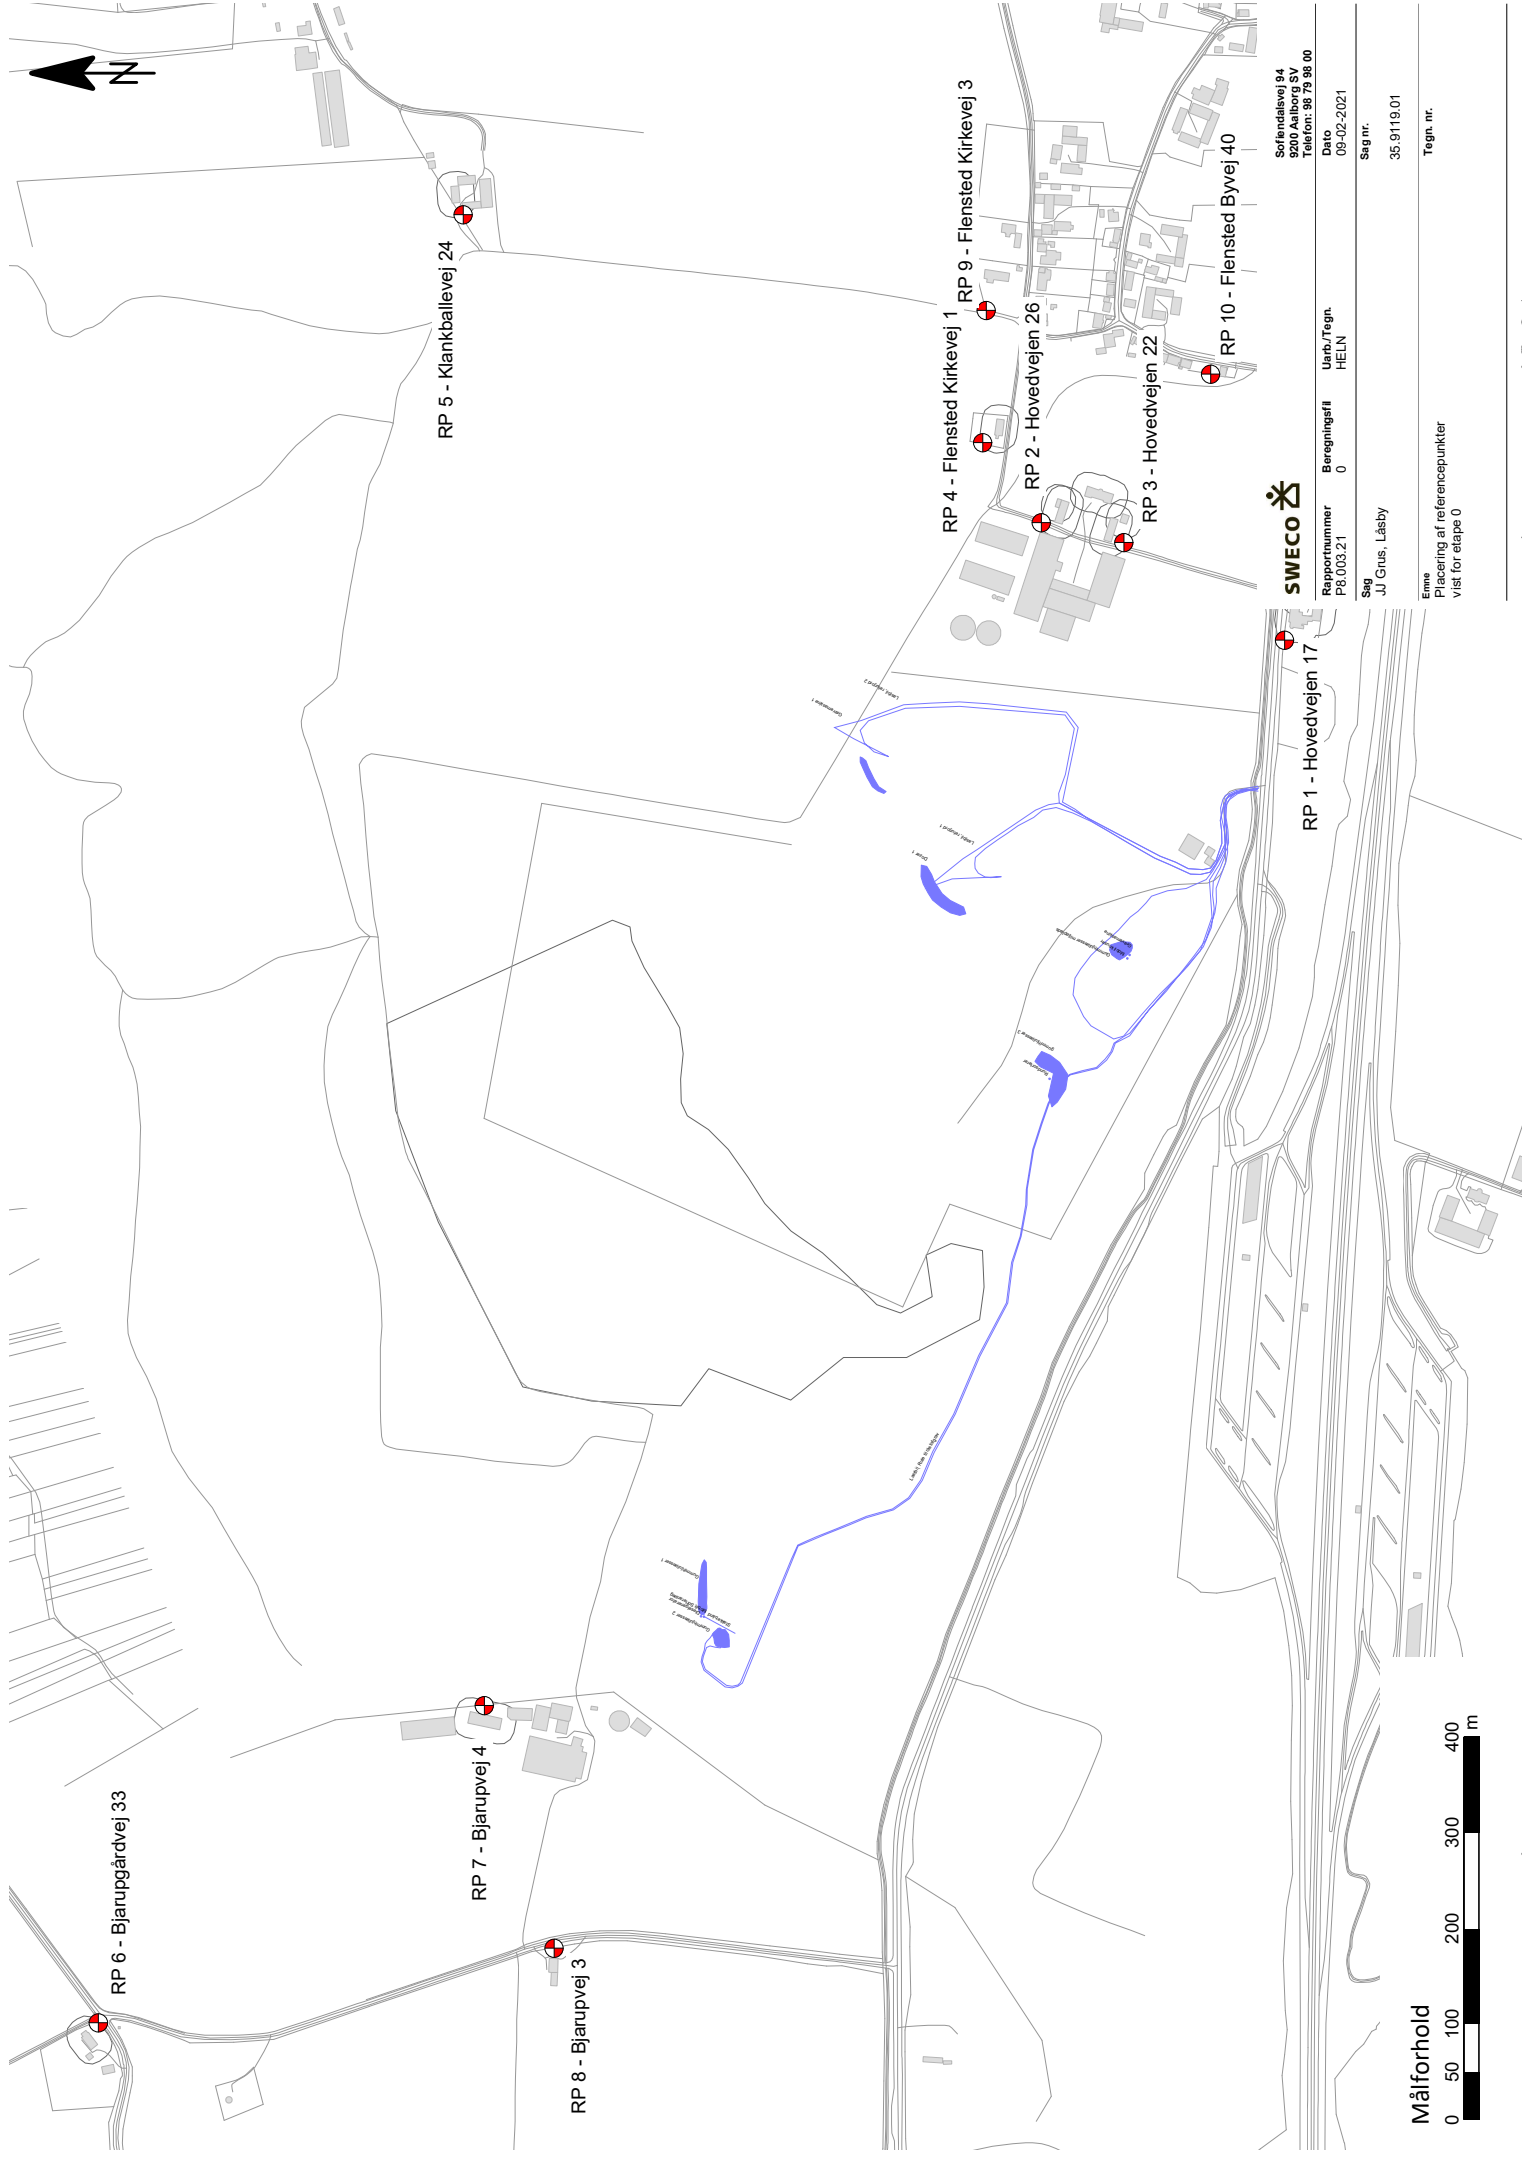 N
RP 6 - Bjarupgårdvej 33
RP 7 - Bjarupvej 4
RP 8 - Bjarupvej 3
RP 5 - Klankballevej 24
RP 4 - Flensted Kirkevej 1
RP 9 - Flensted Kirkevej 3
RP 2 - Hovedvejen 26
RP 3 - Hovedvejen 22
RP 10 - Flensted Byvej 40
RP 1 - Hovedvejen 17
Dozer 1
Målforhold
0 50 100 200 300 400
m
SWECO
Sofiendalsvej 94
9200 Aalborg SV
Telefon: 98 79 98 00
Rapportnummer Beregningsfil Uarb./Tegn. Dato
P8.003.21 0 HELN 09-02-2021
Sag Sag nr.
JJ Grus, Låsby 35.9119.01
Emne Tegn. nr.
Placering af referencepunkter
vist for etape 0